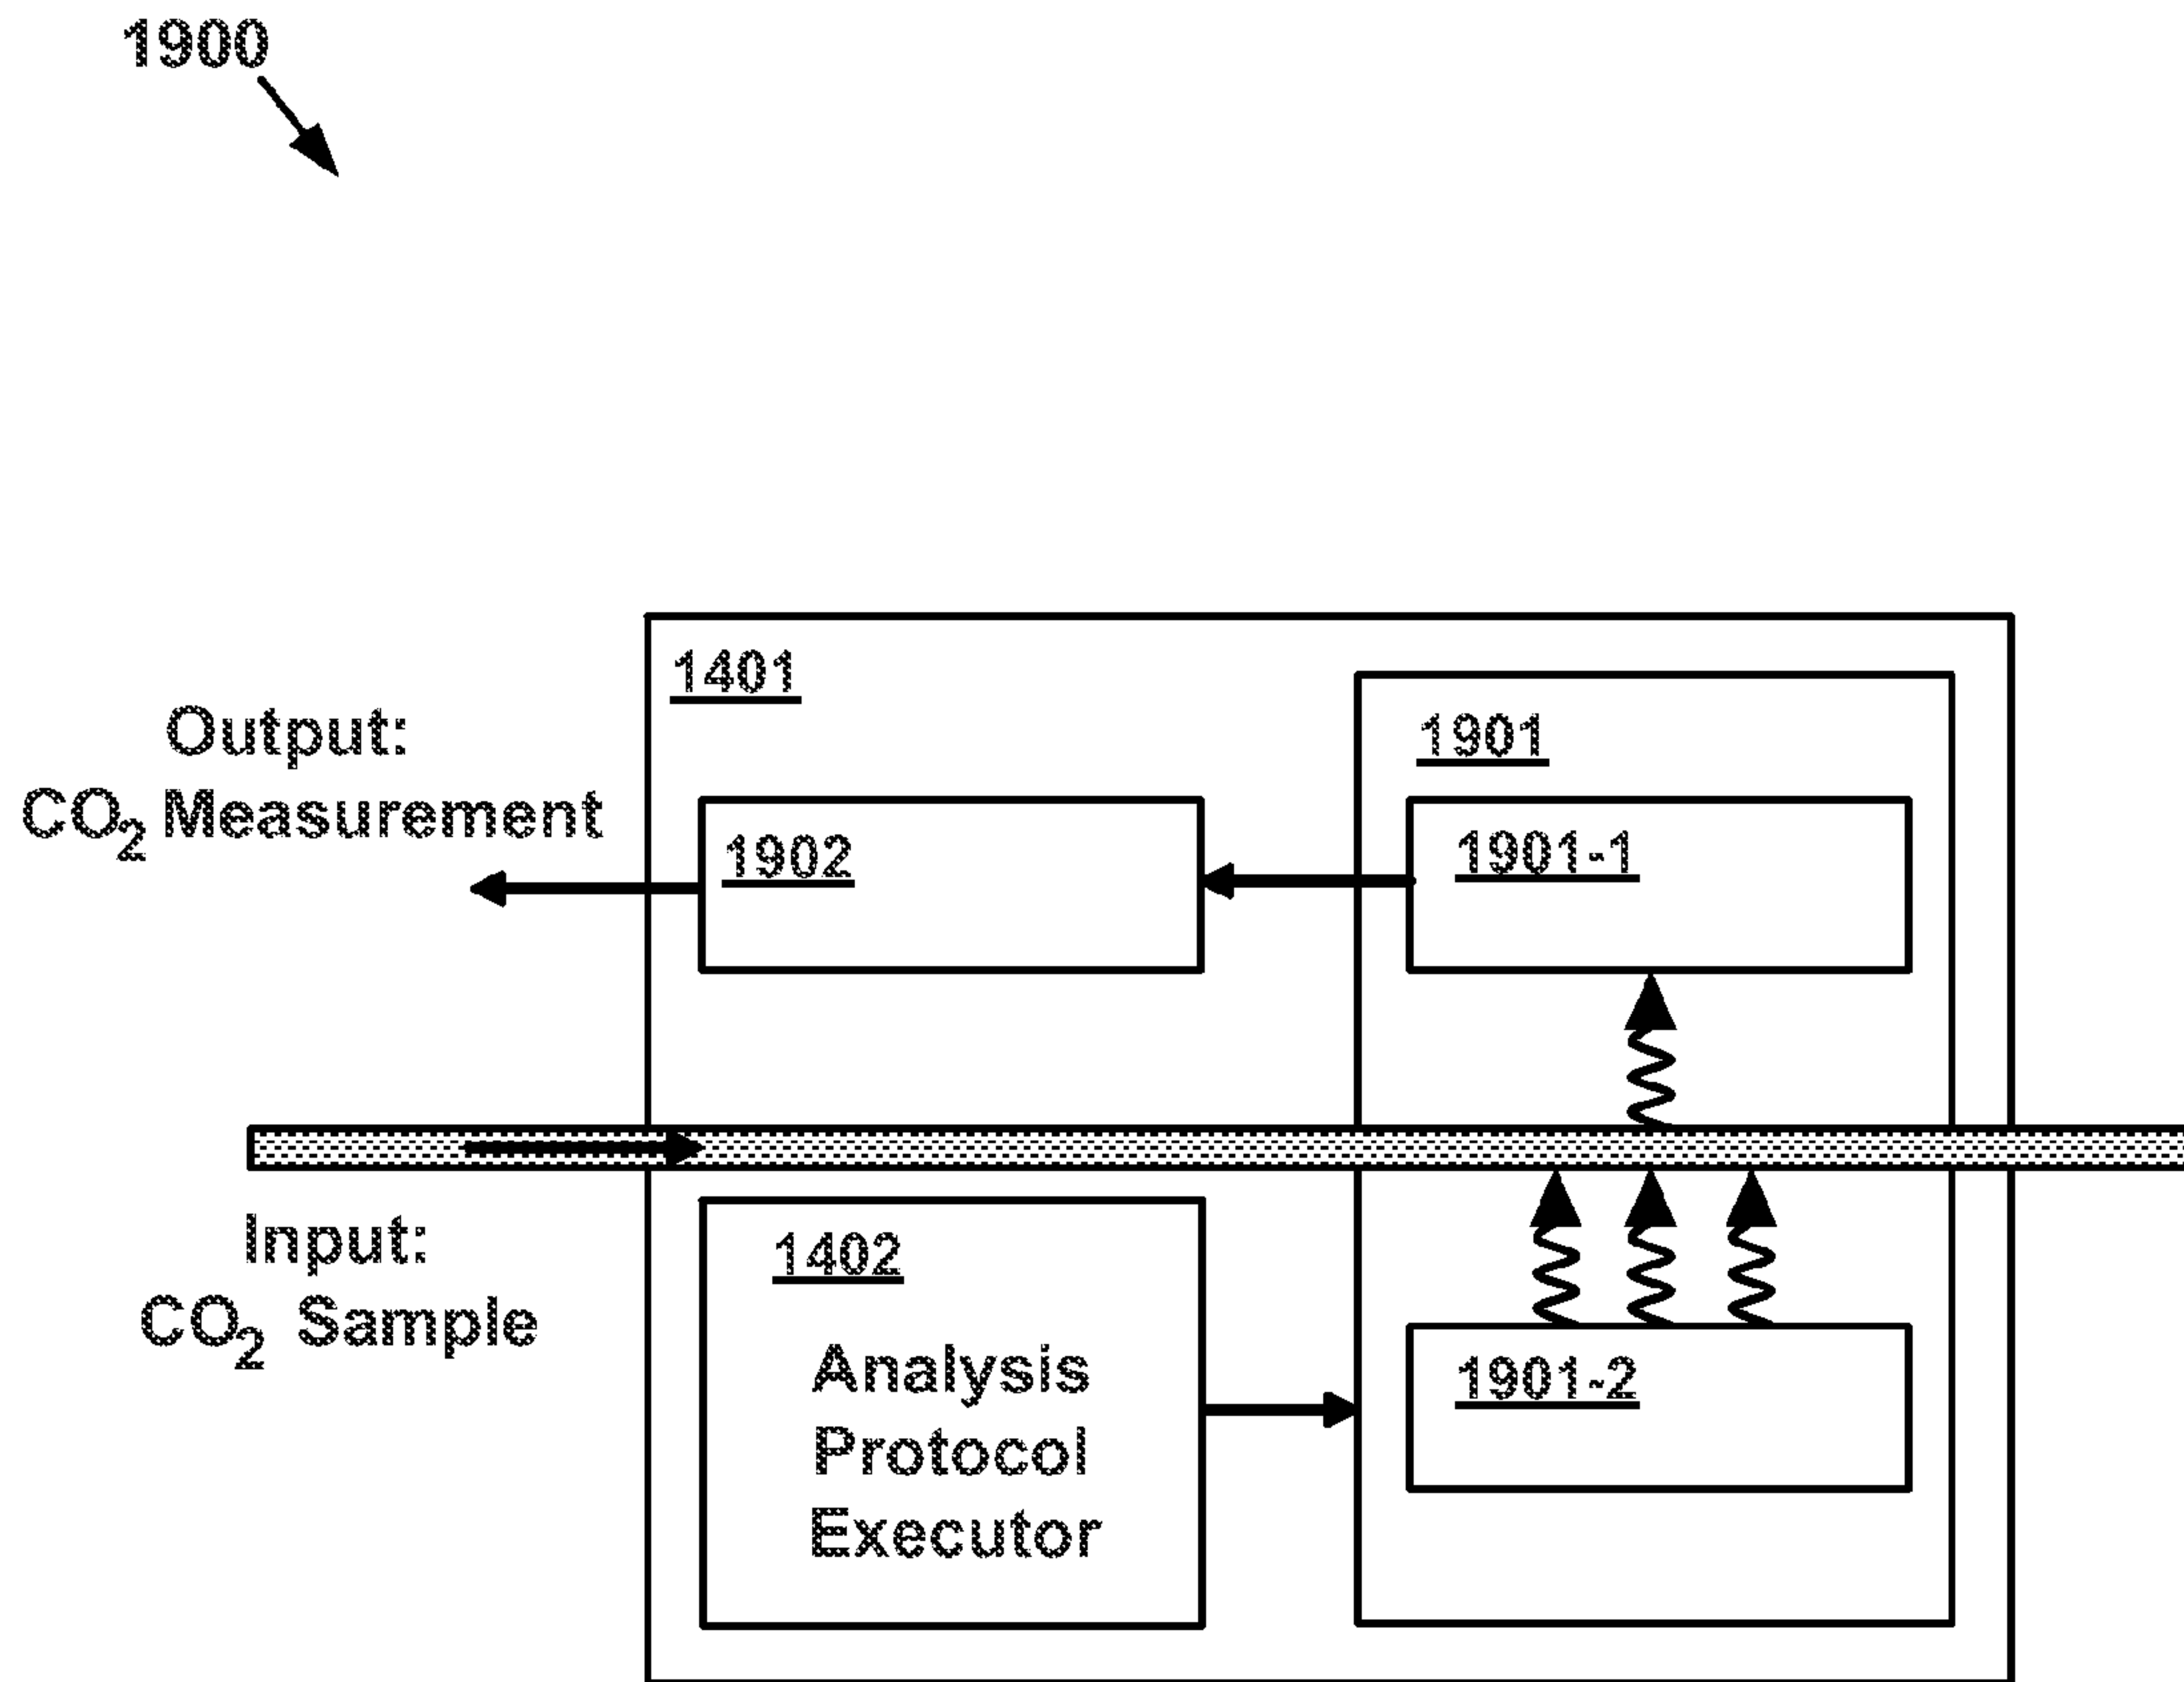 1900
1401
1901
Output:
CO₂ Measurement
1902
1901-1
Input:
CO₂ Sample
1402
Analysis
Protocol
Executor
1901-2